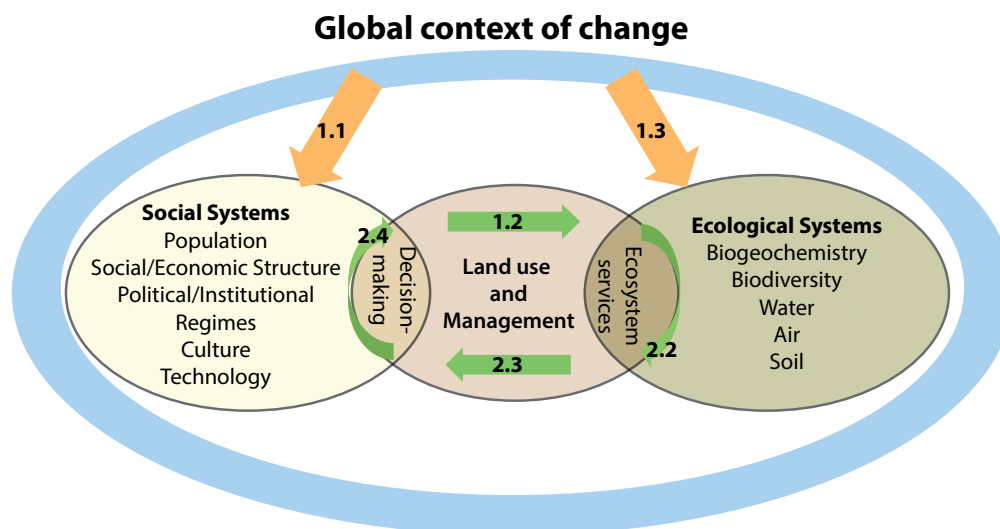 Global context of change
1.1
1.3
Social Systems
Population
Social/Economic Structure
Political/Institutional
Regimes
Culture
Technology
2.4
Decision-
making
1.2
Land use
and
Management
2.3
Ecosystem
services
2.2
Ecological Systems
Biogeochemistry
Biodiversity
Water
Air
Soil